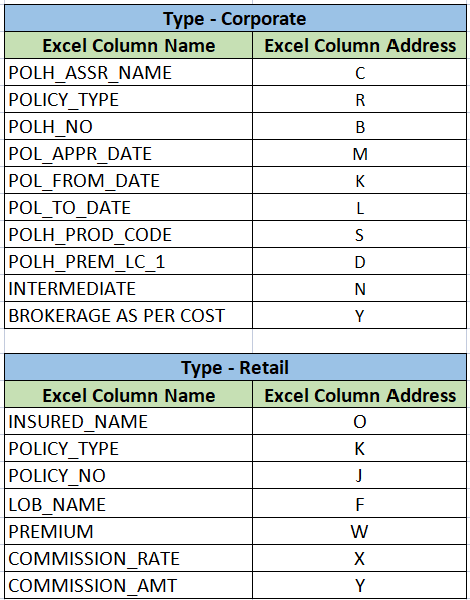 Type - Corporate
Excel Column Name Excel Column Address
POLH_ASSR_NAME C
POLICY_TYPE R
POLH_NO B
POL_APPR_DATE M
POL_FROM_DATE K
POL_TO_DATE L
POLH_PROD_CODE S
POLH_PREM_LC_1 D
INTERMEDIATE N
BROKERAGE AS PER COST Y
Type - Retail
Excel Column Name Excel Column Address
INSURED_NAME O
POLICY_TYPE K
POLICY_NO J
LOB_NAME F
PREMIUM W
COMMISSION_RATE X
COMMISSION_AMT Y